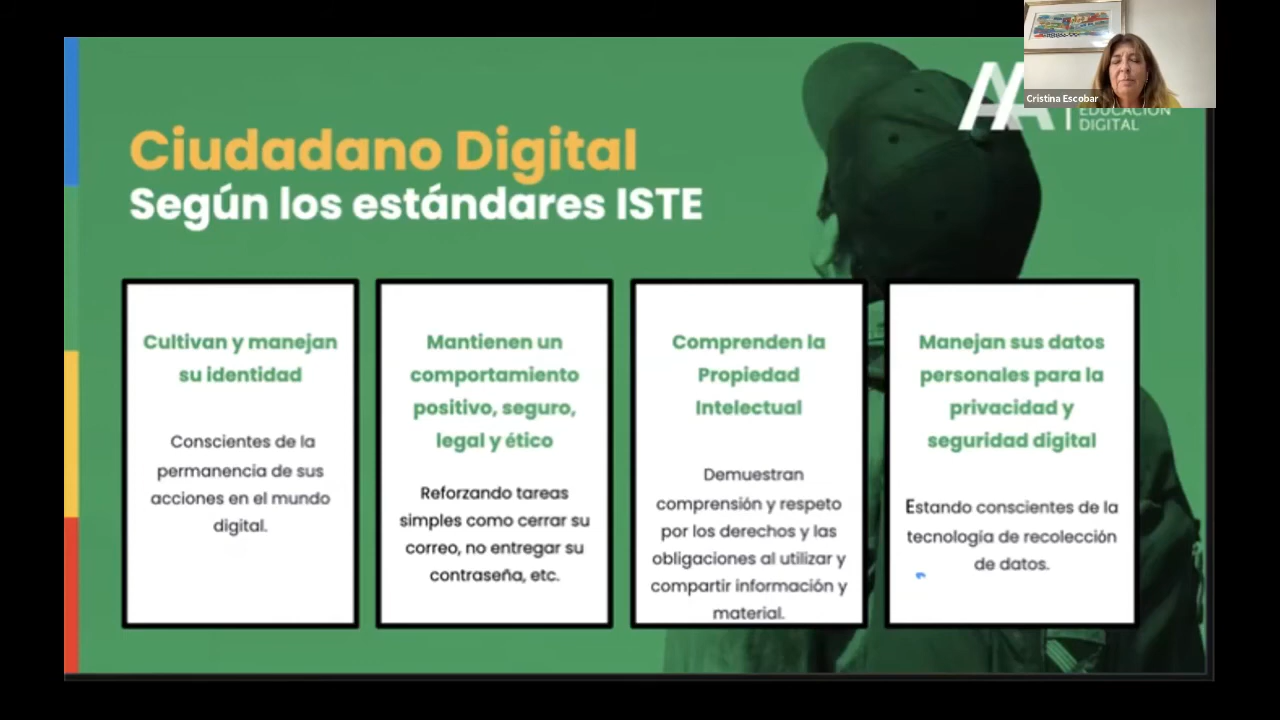 Cristina Escobar
EDUCACIÓN
DIGITAL
Ciudadano Digital
Según los estándares ISTE
Cultivan y manejan
su identidad
Conscientes de la
permanencia de sus
acciones en el mundo
digital.
Mantienen un
comportamiento
positivo, seguro,
legal y ético
Reforzando tareas
simples como cerrar su
correo, no entregar su
contraseña, etc.
Comprenden la
Propiedad
Intelectual
Demuestran
comprensión y respeto
por los derechos y las
obligaciones al utilizar y
compartir información y
material.
Manejan sus datos
personales para la
privacidad y
seguridad digital
Estando conscientes de la
tecnología de recolección
de datos.